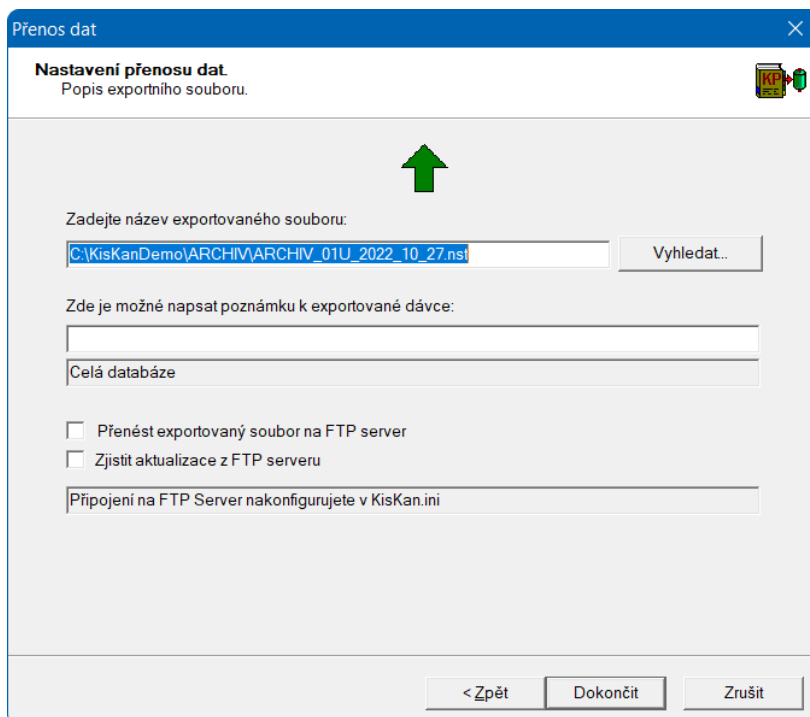 Přenos dat
Nastavení přenosu dat.
Popis exportního souboru.
KP
Zadejte název exportovaného souboru:
C:\KisKanDemo\ARCHIV\ARCHIV_01U_2022_10_27.nst
Vyhledat...
Zde je možné napsat poznámku k exportované dávce:
Celá databáze
Přenést exportovaný soubor na FTP server
Zjistit aktualizace z FTP serveru
Připojení na FTP Server nakonfigurujete v KisKan.ini
< Zpět
Dokončit
Zrušit